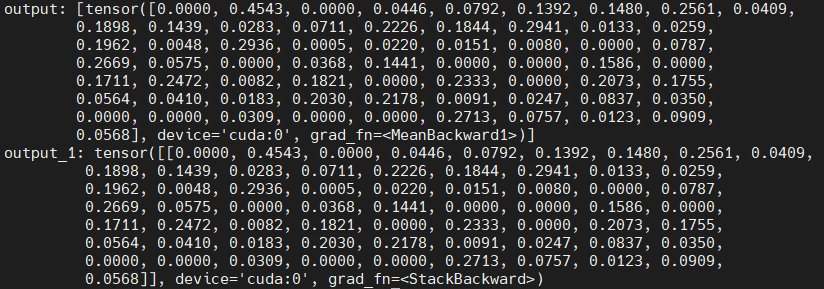 output: [tensor([0.0000, 0.4543, 0.0000, 0.0446, 0.0792, 0.1392, 0.1480, 0.2561, 0.0409,
0.1898, 0.1439, 0.0283, 0.0711, 0.2226, 0.1844, 0.2941, 0.0133, 0.0259,
0.1962, 0.0048, 0.2936, 0.0005, 0.0220, 0.0151, 0.0080, 0.0000, 0.0787,
0.2669, 0.0575, 0.0000, 0.0368, 0.1441, 0.0000, 0.0000, 0.1586, 0.0000,
0.1711, 0.2472, 0.0082, 0.1821, 0.0000, 0.2333, 0.0000, 0.2073, 0.1755,
0.0564, 0.0410, 0.0183, 0.2030, 0.2178, 0.0091, 0.0247, 0.0837, 0.0350,
0.0000, 0.0000, 0.0309, 0.0000, 0.0000, 0.2713, 0.0757, 0.0123, 0.0909,
0.0568], device='cuda:0', grad_fn=<MeanBackward1>)]
output_1: tensor([[0.0000, 0.4543, 0.0000, 0.0446, 0.0792, 0.1392, 0.1480, 0.2561, 0.0409,
0.1898, 0.1439, 0.0283, 0.0711, 0.2226, 0.1844, 0.2941, 0.0133, 0.0259,
0.1962, 0.0048, 0.2936, 0.0005, 0.0220, 0.0151, 0.0080, 0.0000, 0.0787,
0.2669, 0.0575, 0.0000, 0.0368, 0.1441, 0.0000, 0.0000, 0.1586, 0.0000,
0.1711, 0.2472, 0.0082, 0.1821, 0.0000, 0.2333, 0.0000, 0.2073, 0.1755,
0.0564, 0.0410, 0.0183, 0.2030, 0.2178, 0.0091, 0.0247, 0.0837, 0.0350,
0.0000, 0.0000, 0.0309, 0.0000, 0.0000, 0.2713, 0.0757, 0.0123, 0.0909,
0.0568]], device='cuda:0', grad_fn=<StackBackward>)